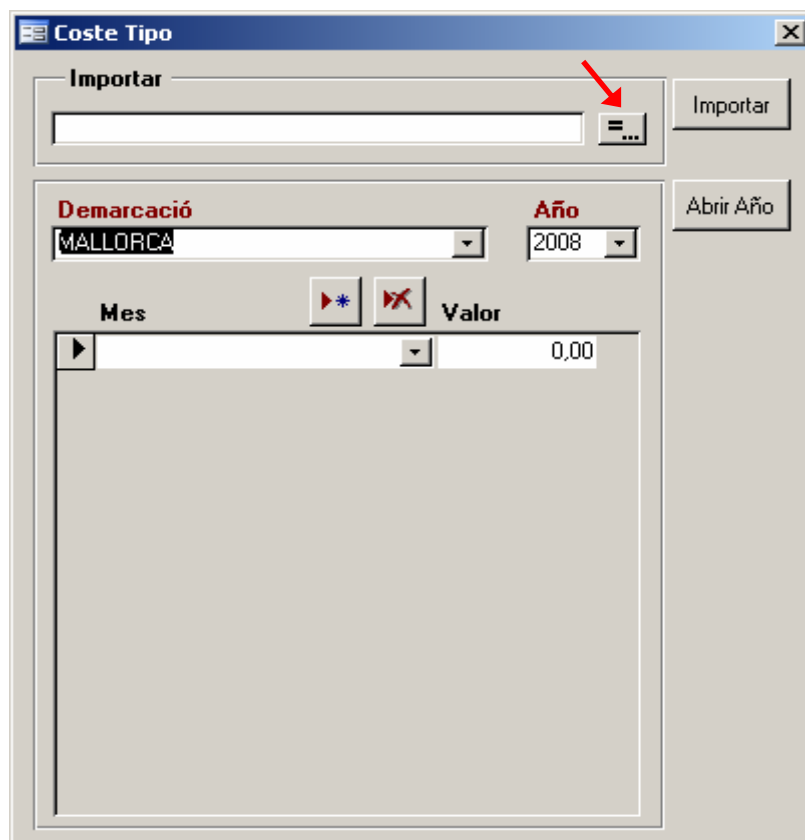 Coste Tipo
Importar
=...
Importar
Demarcació Año
Abrir Año
MALLORCA 2008
Mes Valor
0,00